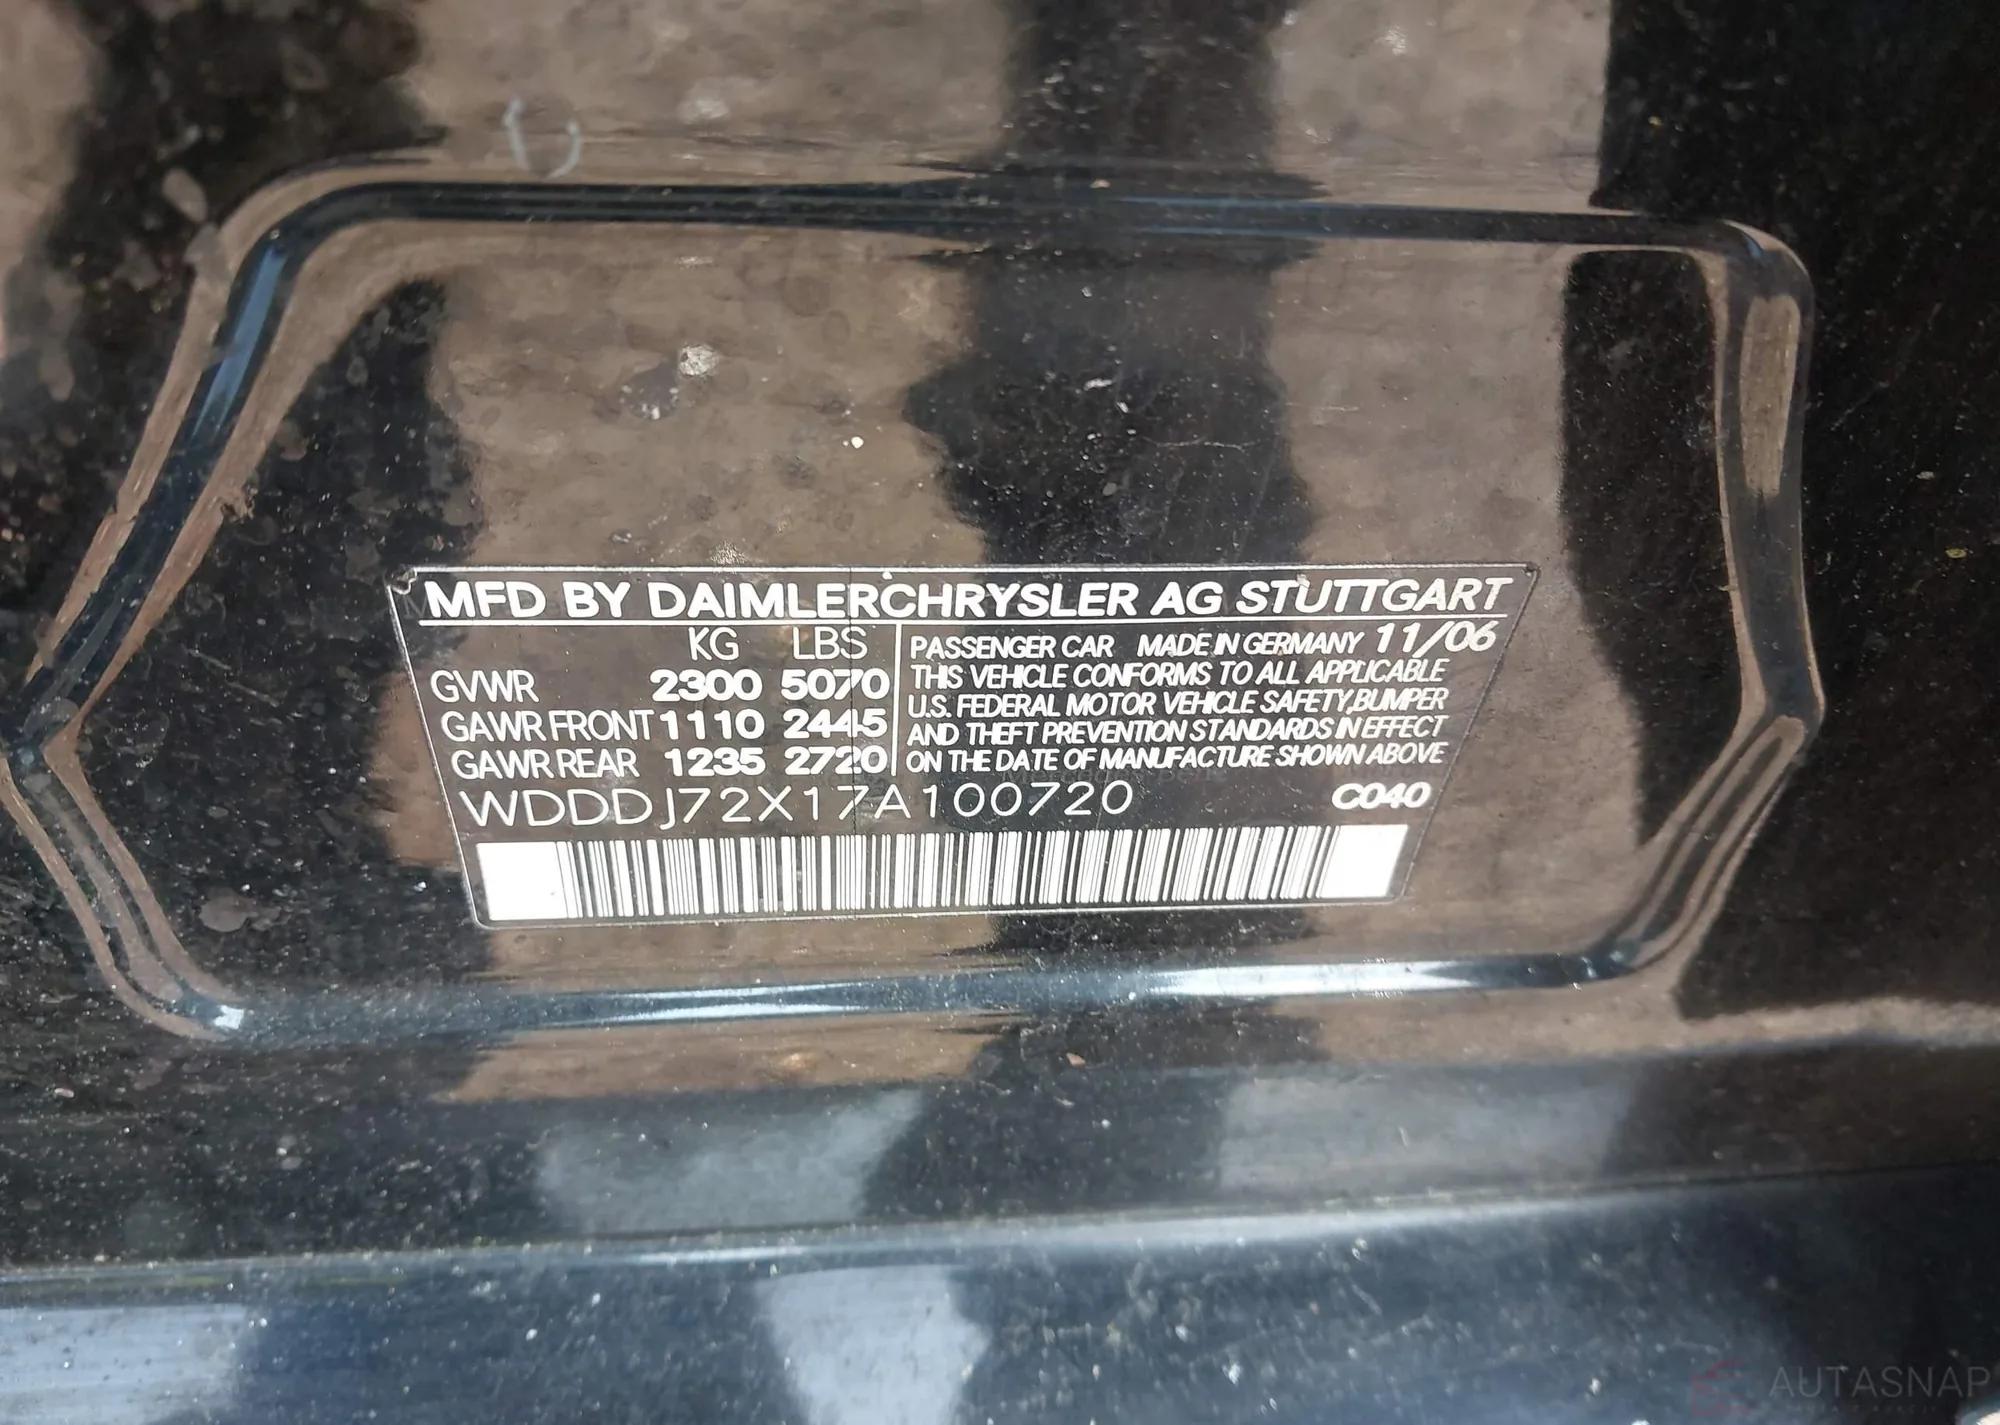 MFD BY DAIMLERCHRYSLER AG STUTTGART
KG LBS
GVWR 2300 5070
GAWR FRONT 1110 2445
GAWR REAR 1235 2720
PASSENGER CAR MADE IN GERMANY 11/06
THIS VEHICLE CONFORMS TO ALL APPLICABLE
U.S. FEDERAL MOTOR VEHICLE SAFETY, BUMPER
AND THEFT PREVENTION STANDARDS IN EFFECT
ON THE DATE OF MANUFACTURE SHOWN ABOVE
WDDDJ72X17A100720 C040
AUTASNAP